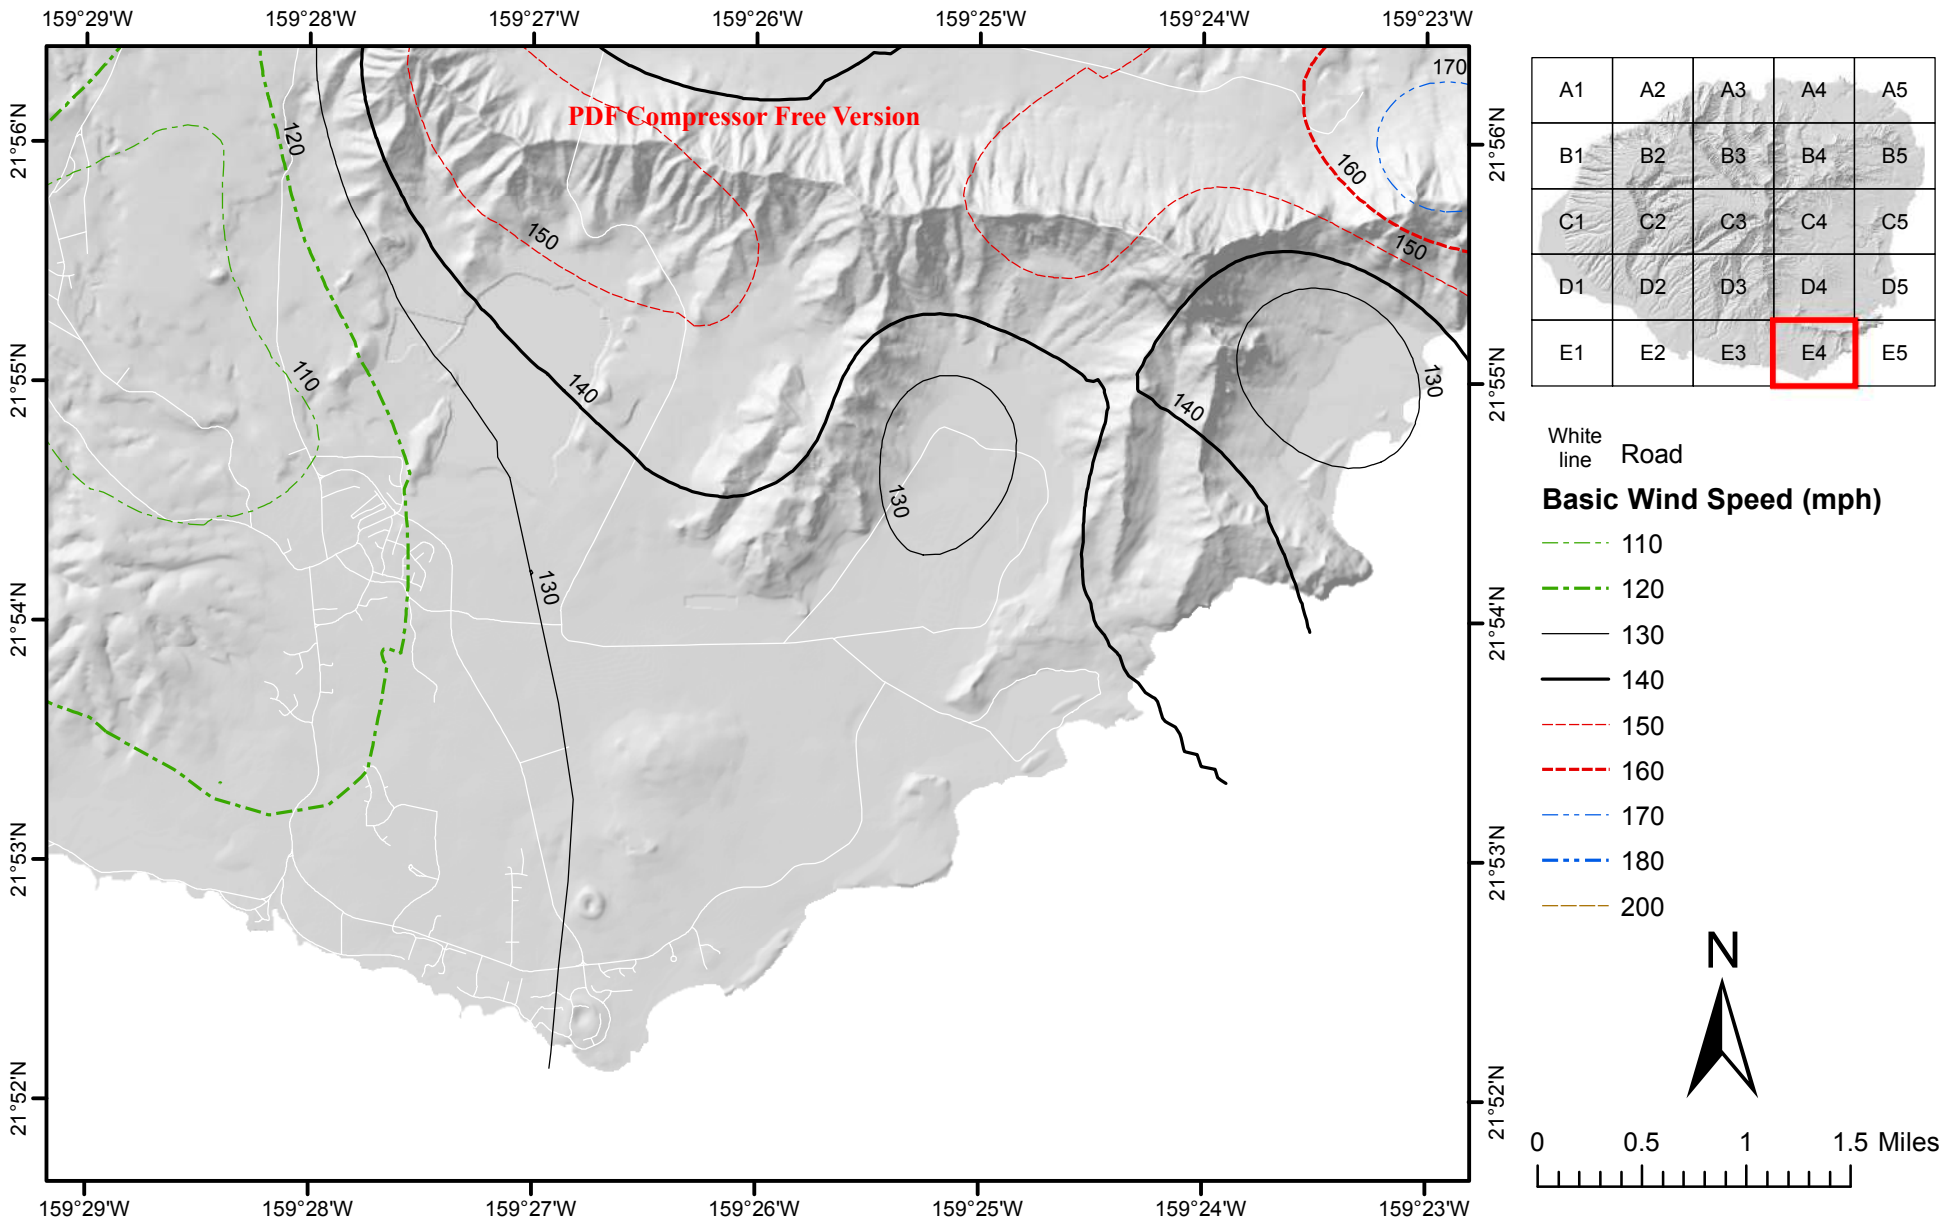 159°29'W 159°28'W 159°27'W 159°26'W 159°25'W 159°24'W 159°23'W
170
PDF Compressor Free Version
21°56'N
120
160
21°56'N
150
150
110
21°55'N
140
140
130
21°55'N
130
130
21°54'N
21°54'N
21°53'N
21°53'N
21°52'N
21°52'N
159°29'W 159°28'W 159°27'W 159°26'W 159°25'W 159°24'W 159°23'W
A1 A2 A3 A4 A5
B1 B2 B3 B4 B5
C1 C2 C3 C4 C5
D1 D2 D3 D4 D5
E1 E2 E3 E4 E5
White
line Road
Basic Wind Speed (mph)
110
120
130
140
150
160
170
180
200
N
0 0.5 1 1.5 Miles